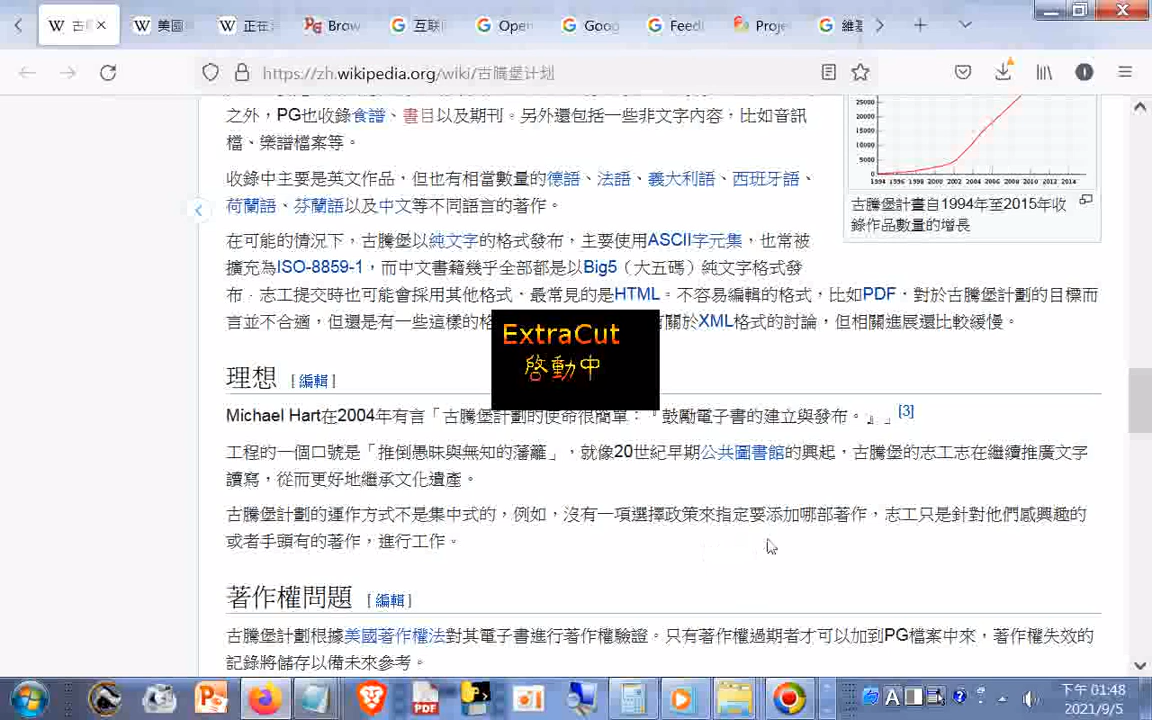 古
美國
正在
Brow
互联
Open
Goog
Feedl
Proje
維基
https://zh.wikipedia.org/wiki/古騰堡计划
之外，PG也收錄食譜、書目以及期刊。另外還包括一些非文字內容，比如音訊
檔、樂譜檔案等。
收錄中主要是英文作品，但也有相當數量的德語、法語、義大利語、西班牙語、
荷蘭語、芬蘭語以及中文等不同語言的著作。
在可能的情況下，古騰堡以純文字的格式發布，主要使用ASCII字元集，也常被
擴充為ISO-8859-1，而中文書籍幾乎全部都是以Big5（大五碼）純文字格式發
布．志工提交時也可能會採用其他格式．最常見的是HTML。不容易編輯的格式，比如PDF．對於古騰堡計劃的目標而
言並不合適，但還是有一些這樣的格
有關於XML格式的討論，但相關進展還比較緩慢。
25000
20000
15000
10000
5000
1994 1996 1998 2000 2002 2004 2006 2008 2010 2012 2014
古騰堡計畫自1994年至2015年收
錄作品數量的增長
ExtraCut
啓動中
理想 [編輯]
Michael Hart在2004年有言「古騰堡計劃的使命很簡單：『鼓勵電子書的建立與發布。』」[3]
工程的一個口號是「推倒愚昧與無知的藩籬」，就像20世紀早期公共圖書館的興起，古騰堡的志工志在繼續推廣文字
讀寫，從而更好地繼承文化遺產。
古騰堡計劃的運作方式不是集中式的，例如，沒有一項選擇政策來指定要添加哪部著作，志工只是針對他們感興趣的
或者手頭有的著作，進行工作。
著作權問題 [編輯]
古騰堡計劃根據美國著作權法對其電子書進行著作權驗證。只有著作權過期者才可以加到PG檔案中來，著作權失效的
記錄將儲存以備未來參考。
PDF
A
下午 01:48
2021/9/5